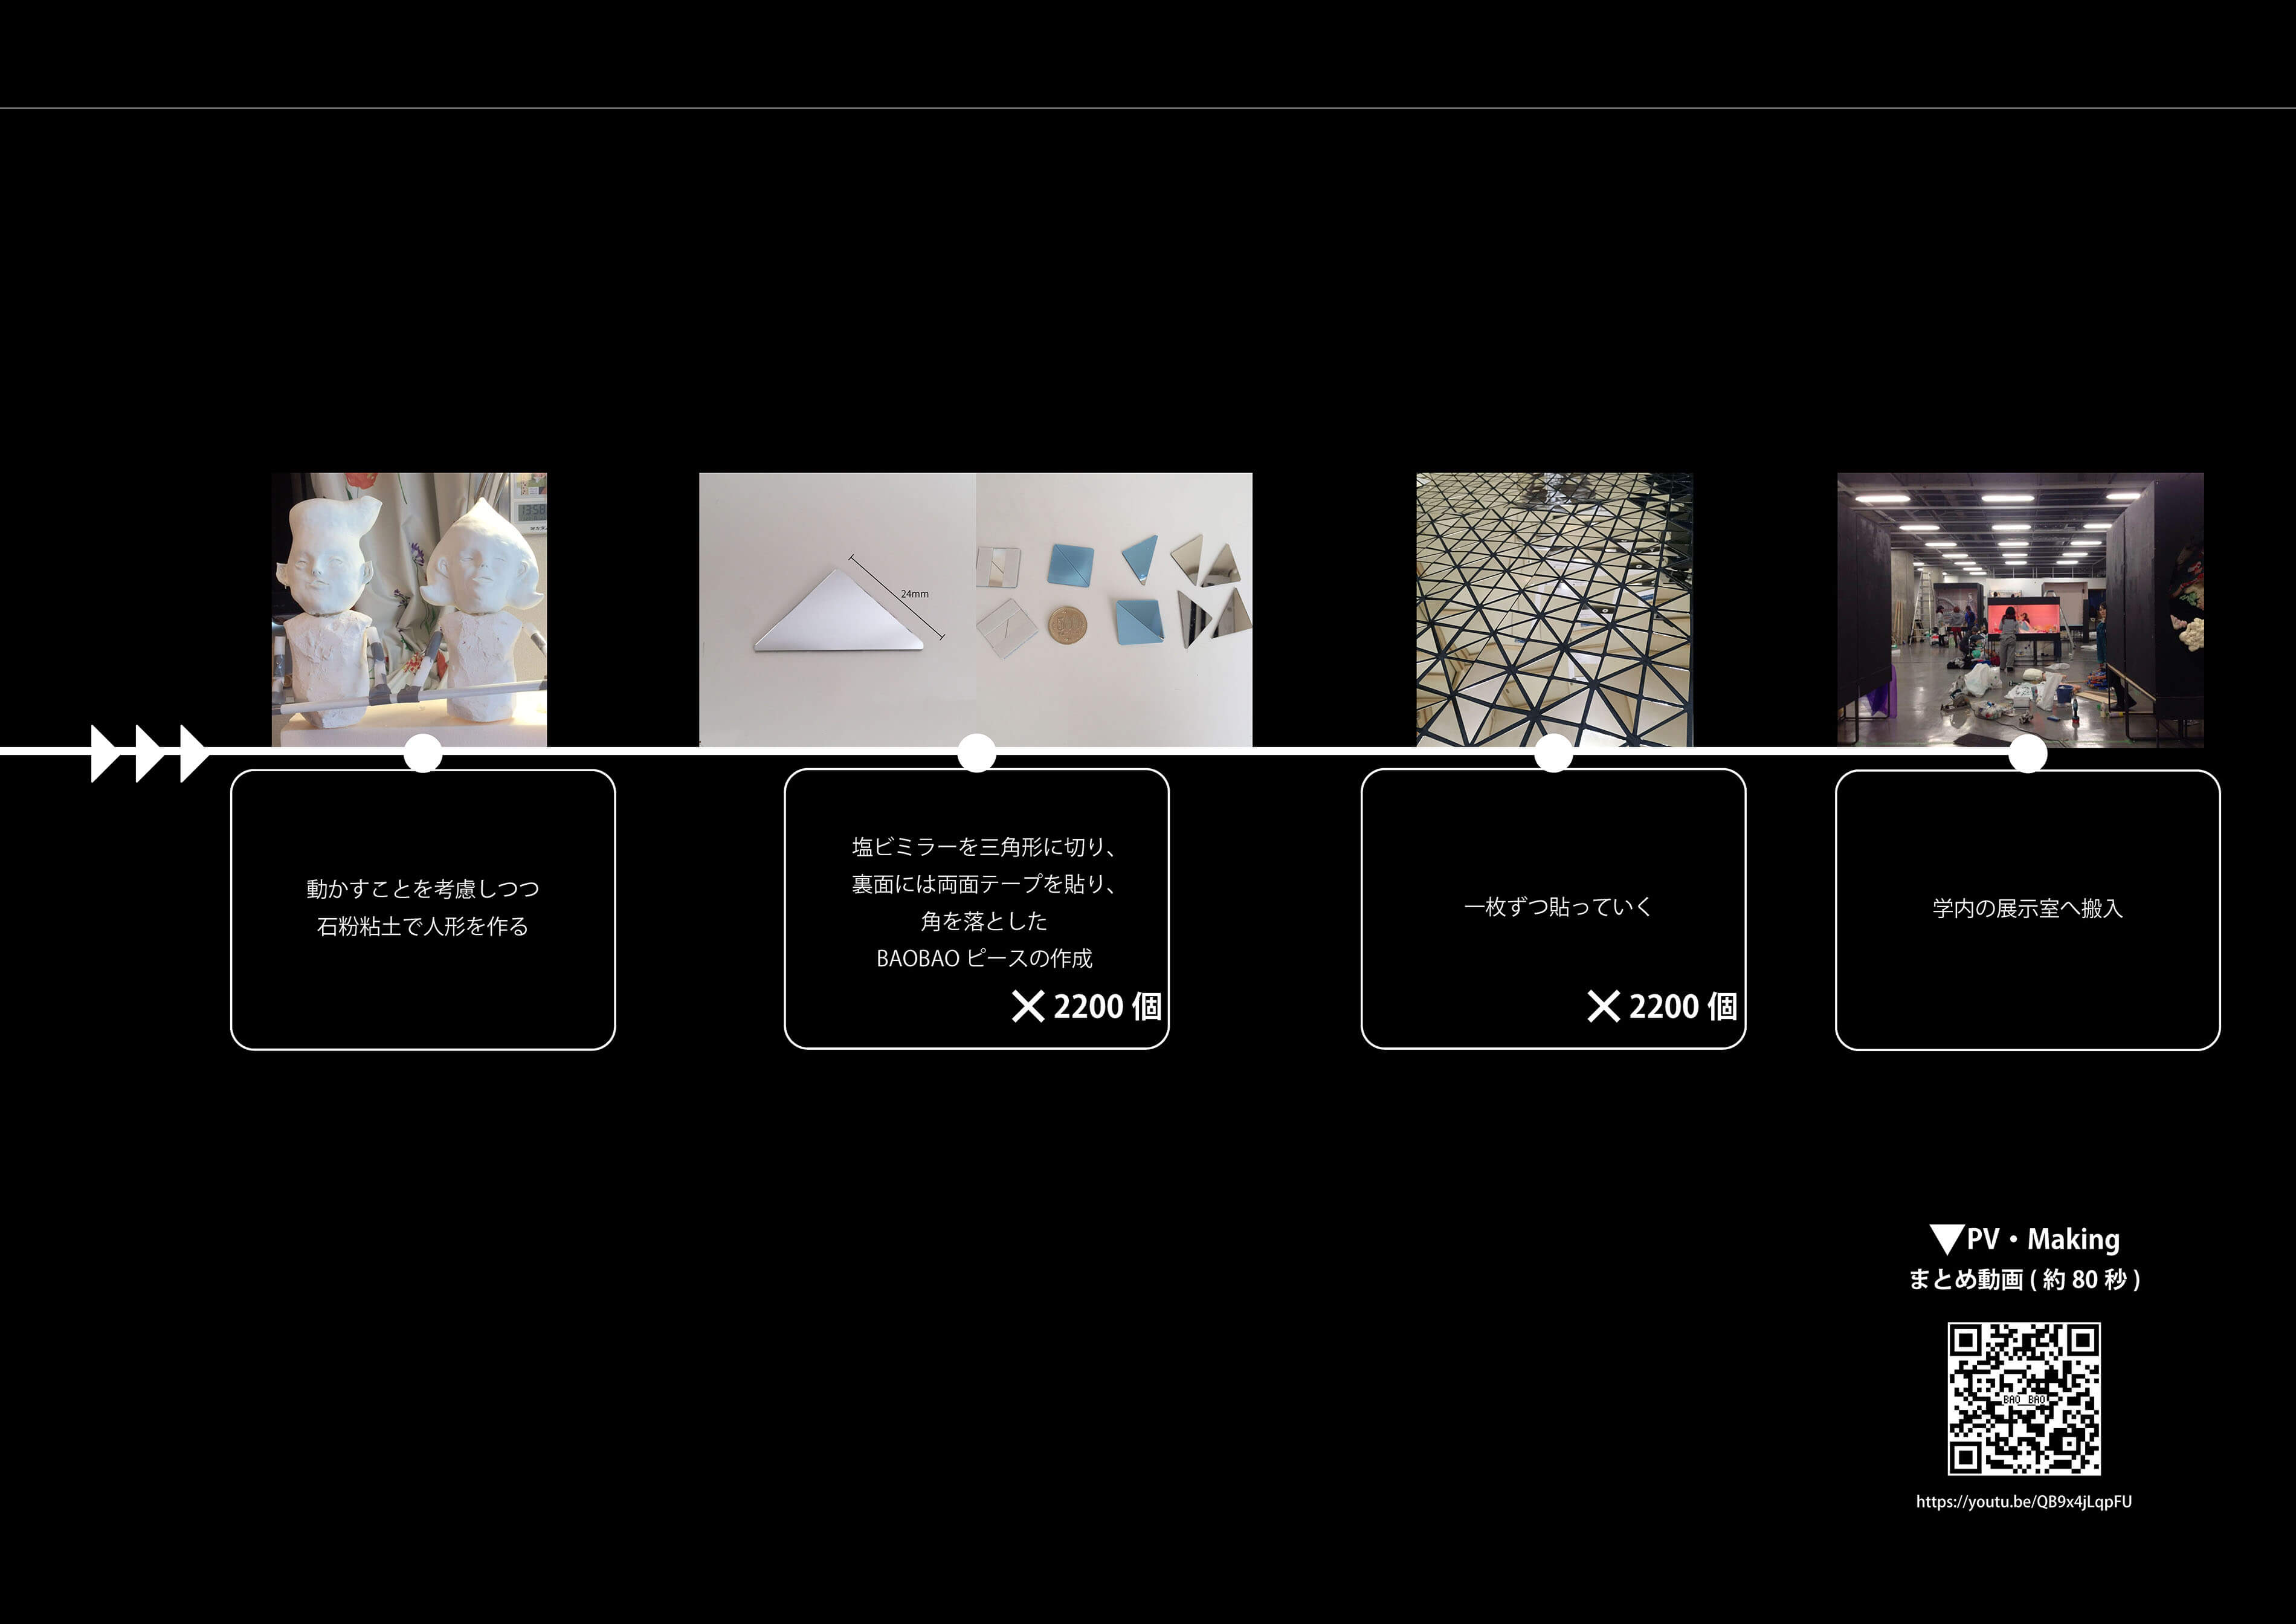 13:58
24mm
動かすことを考慮しつつ
石粉粘土で人形を作る
塩ビミラーを三角形に切り、
裏面には両面テープを貼り、
角を落とした
BAOBAO ピースの作成
× 2200 個
一枚ずつ貼っていく
× 2200 個
学内の展示室へ搬入
▼PV・Making
まとめ動画 ( 約 80 秒 )
BAO BAO
https://youtu.be/QB9x4jLqpFU